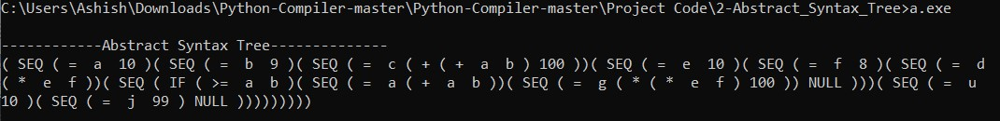 C:\Users\Ashish\Downloads\Python-Compiler-master\Python-Compiler-master\Project Code\2-Abstract_Syntax_Tree>a.exe
------------Abstract Syntax Tree--------------
( SEQ ( =  a  10 )( SEQ ( =  b  9 )( SEQ ( =  c ( + ( +  a  b ) 100 ))( SEQ ( =  e  10 )( SEQ ( =  f  8 )( SEQ ( =  d
( *  e  f ))( SEQ ( IF ( >=  a  b )( SEQ ( =  a ( +  a  b ))( SEQ ( =  g ( * ( *  e  f ) 100 )) NULL )))( SEQ ( =  u
10 )( SEQ ( =  j  99 ) NULL )))))))))